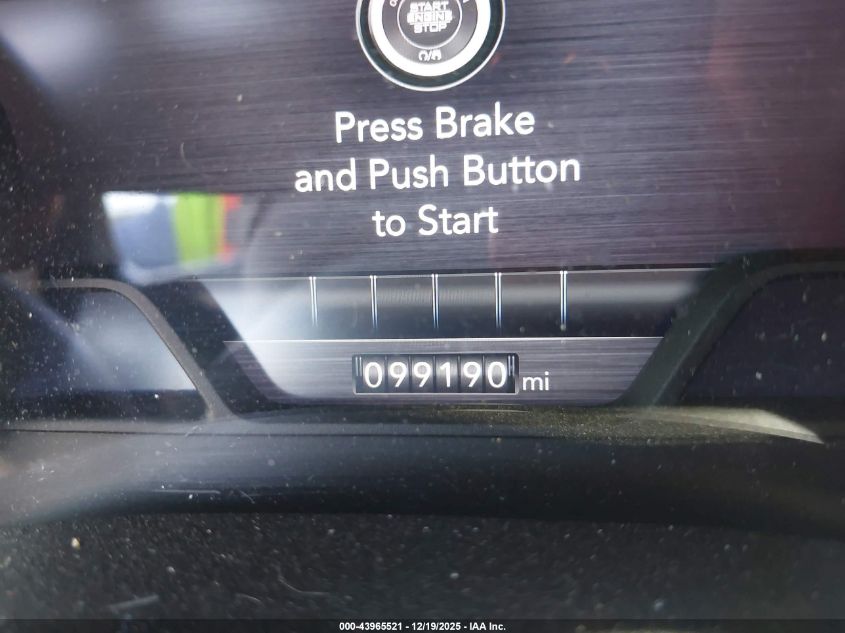 START
ENGINE
STOP
Press Brake
and Push Button
to Start
099190 mi
000-43965521 - 12/19/2025 - IAA Inc.